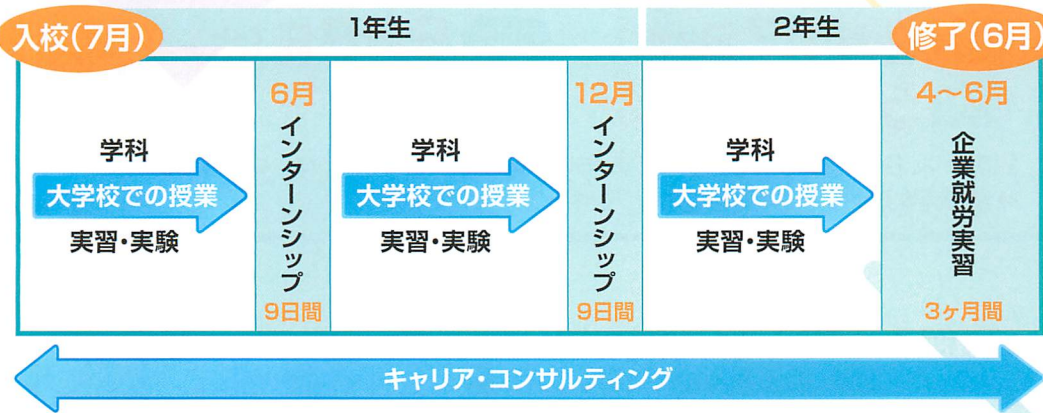 入校(7月)
1年生
2年生
修了(6月)
学科
大学校での授業
実習・実験
6月
インターンシップ
9日間
学科
大学校での授業
実習・実験
12月
インターンシップ
9日間
学科
大学校での授業
実習・実験
4〜6月
企業就労実習
3ヶ月間
キャリア・コンサルティング